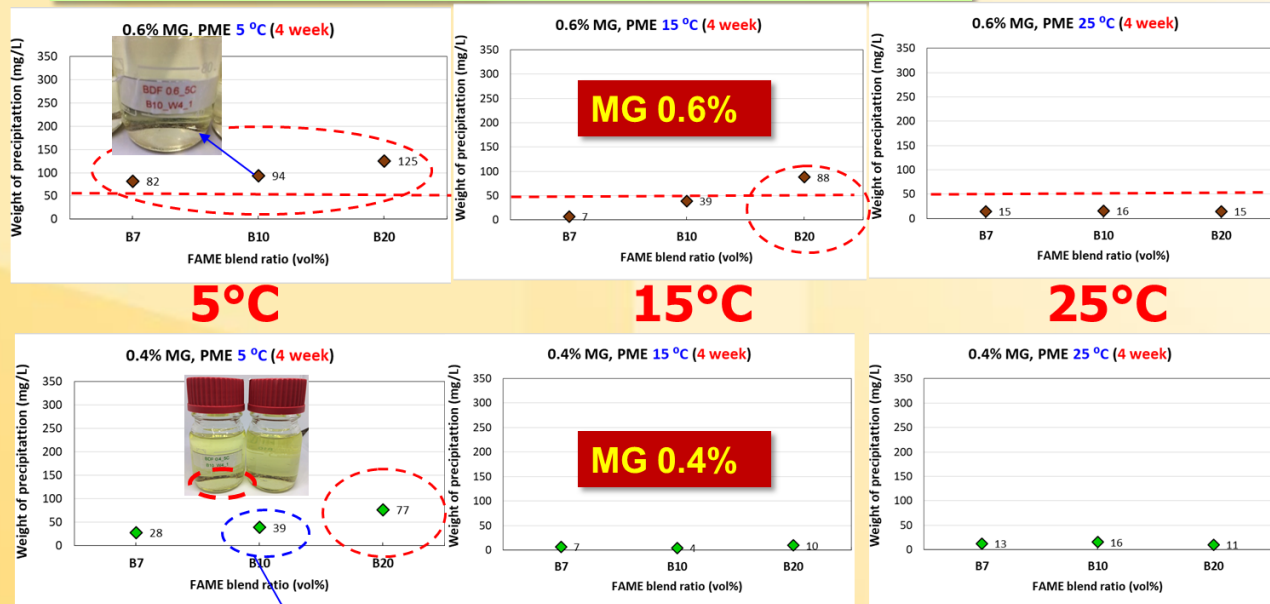 0.6% MG, PME 5 ⁰C (4 week)
Weight of precipitattion (mg/L)
350
300
250
200
150
100
50
0
BDF 0.6_5C
B10_W4_1
82
94
125
B7
B10
B20
FAME blend ratio (vol%)
0.6% MG, PME 15 ⁰C (4 week)
Weight of precipitattion (mg/L)
350
300
250
200
150
100
50
0
MG 0.6%
7
39
88
B7
B10
B20
FAME blend ratio (vol%)
0.6% MG, PME 25 ⁰C (4 week)
Weight of precipitattion (mg/L)
350
300
250
200
150
100
50
0
15
16
15
B7
B10
B20
FAME blend ratio (vol%)
5°C
15°C
25°C
0.4% MG, PME 5 ⁰C (4 week)
Weight of precipitattion (mg/L)
350
300
250
200
150
100
50
0
28
39
77
B7
B10
B20
FAME blend ratio (vol%)
0.4% MG, PME 15 ⁰C (4 week)
Weight of precipitattion (mg/L)
350
300
250
200
150
100
50
0
MG 0.4%
7
4
10
B7
B10
B20
FAME blend ratio (vol%)
0.4% MG, PME 25 ⁰C (4 week)
Weight of precipitattion (mg/L)
350
300
250
200
150
100
50
0
13
16
11
B7
B10
B20
FAME blend ratio (vol%)